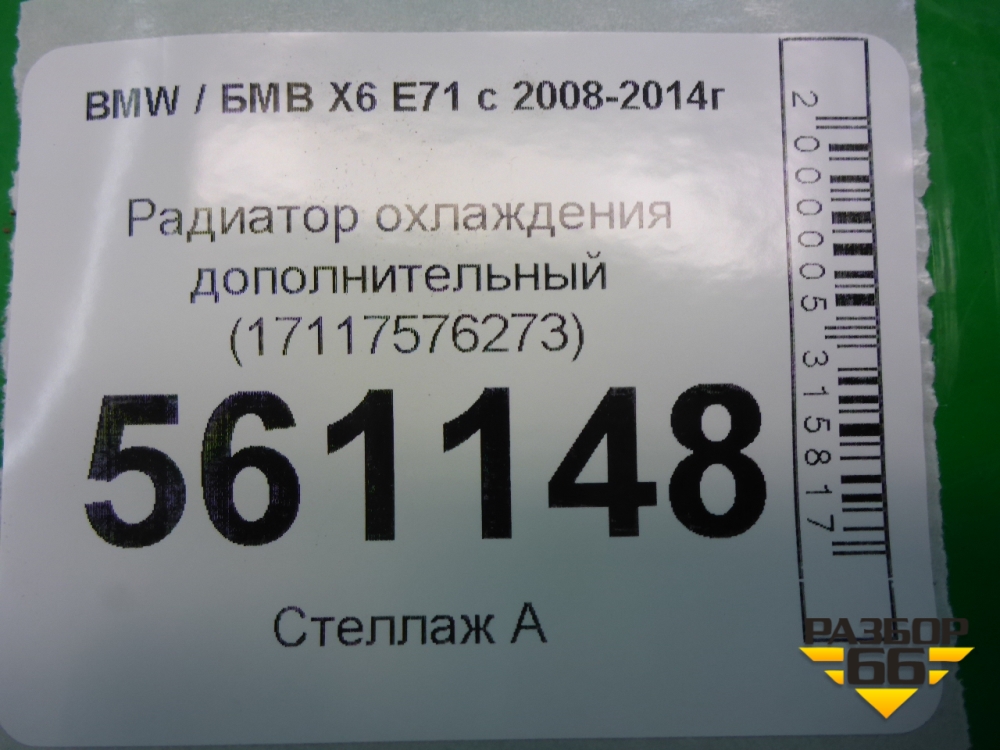 BMW / БМВ X6 E71 с 2008-2014г
Радиатор охлаждения
дополнительный
(17117576273)
561148
Стеллаж А
2000005315817
РАЗБОР
66